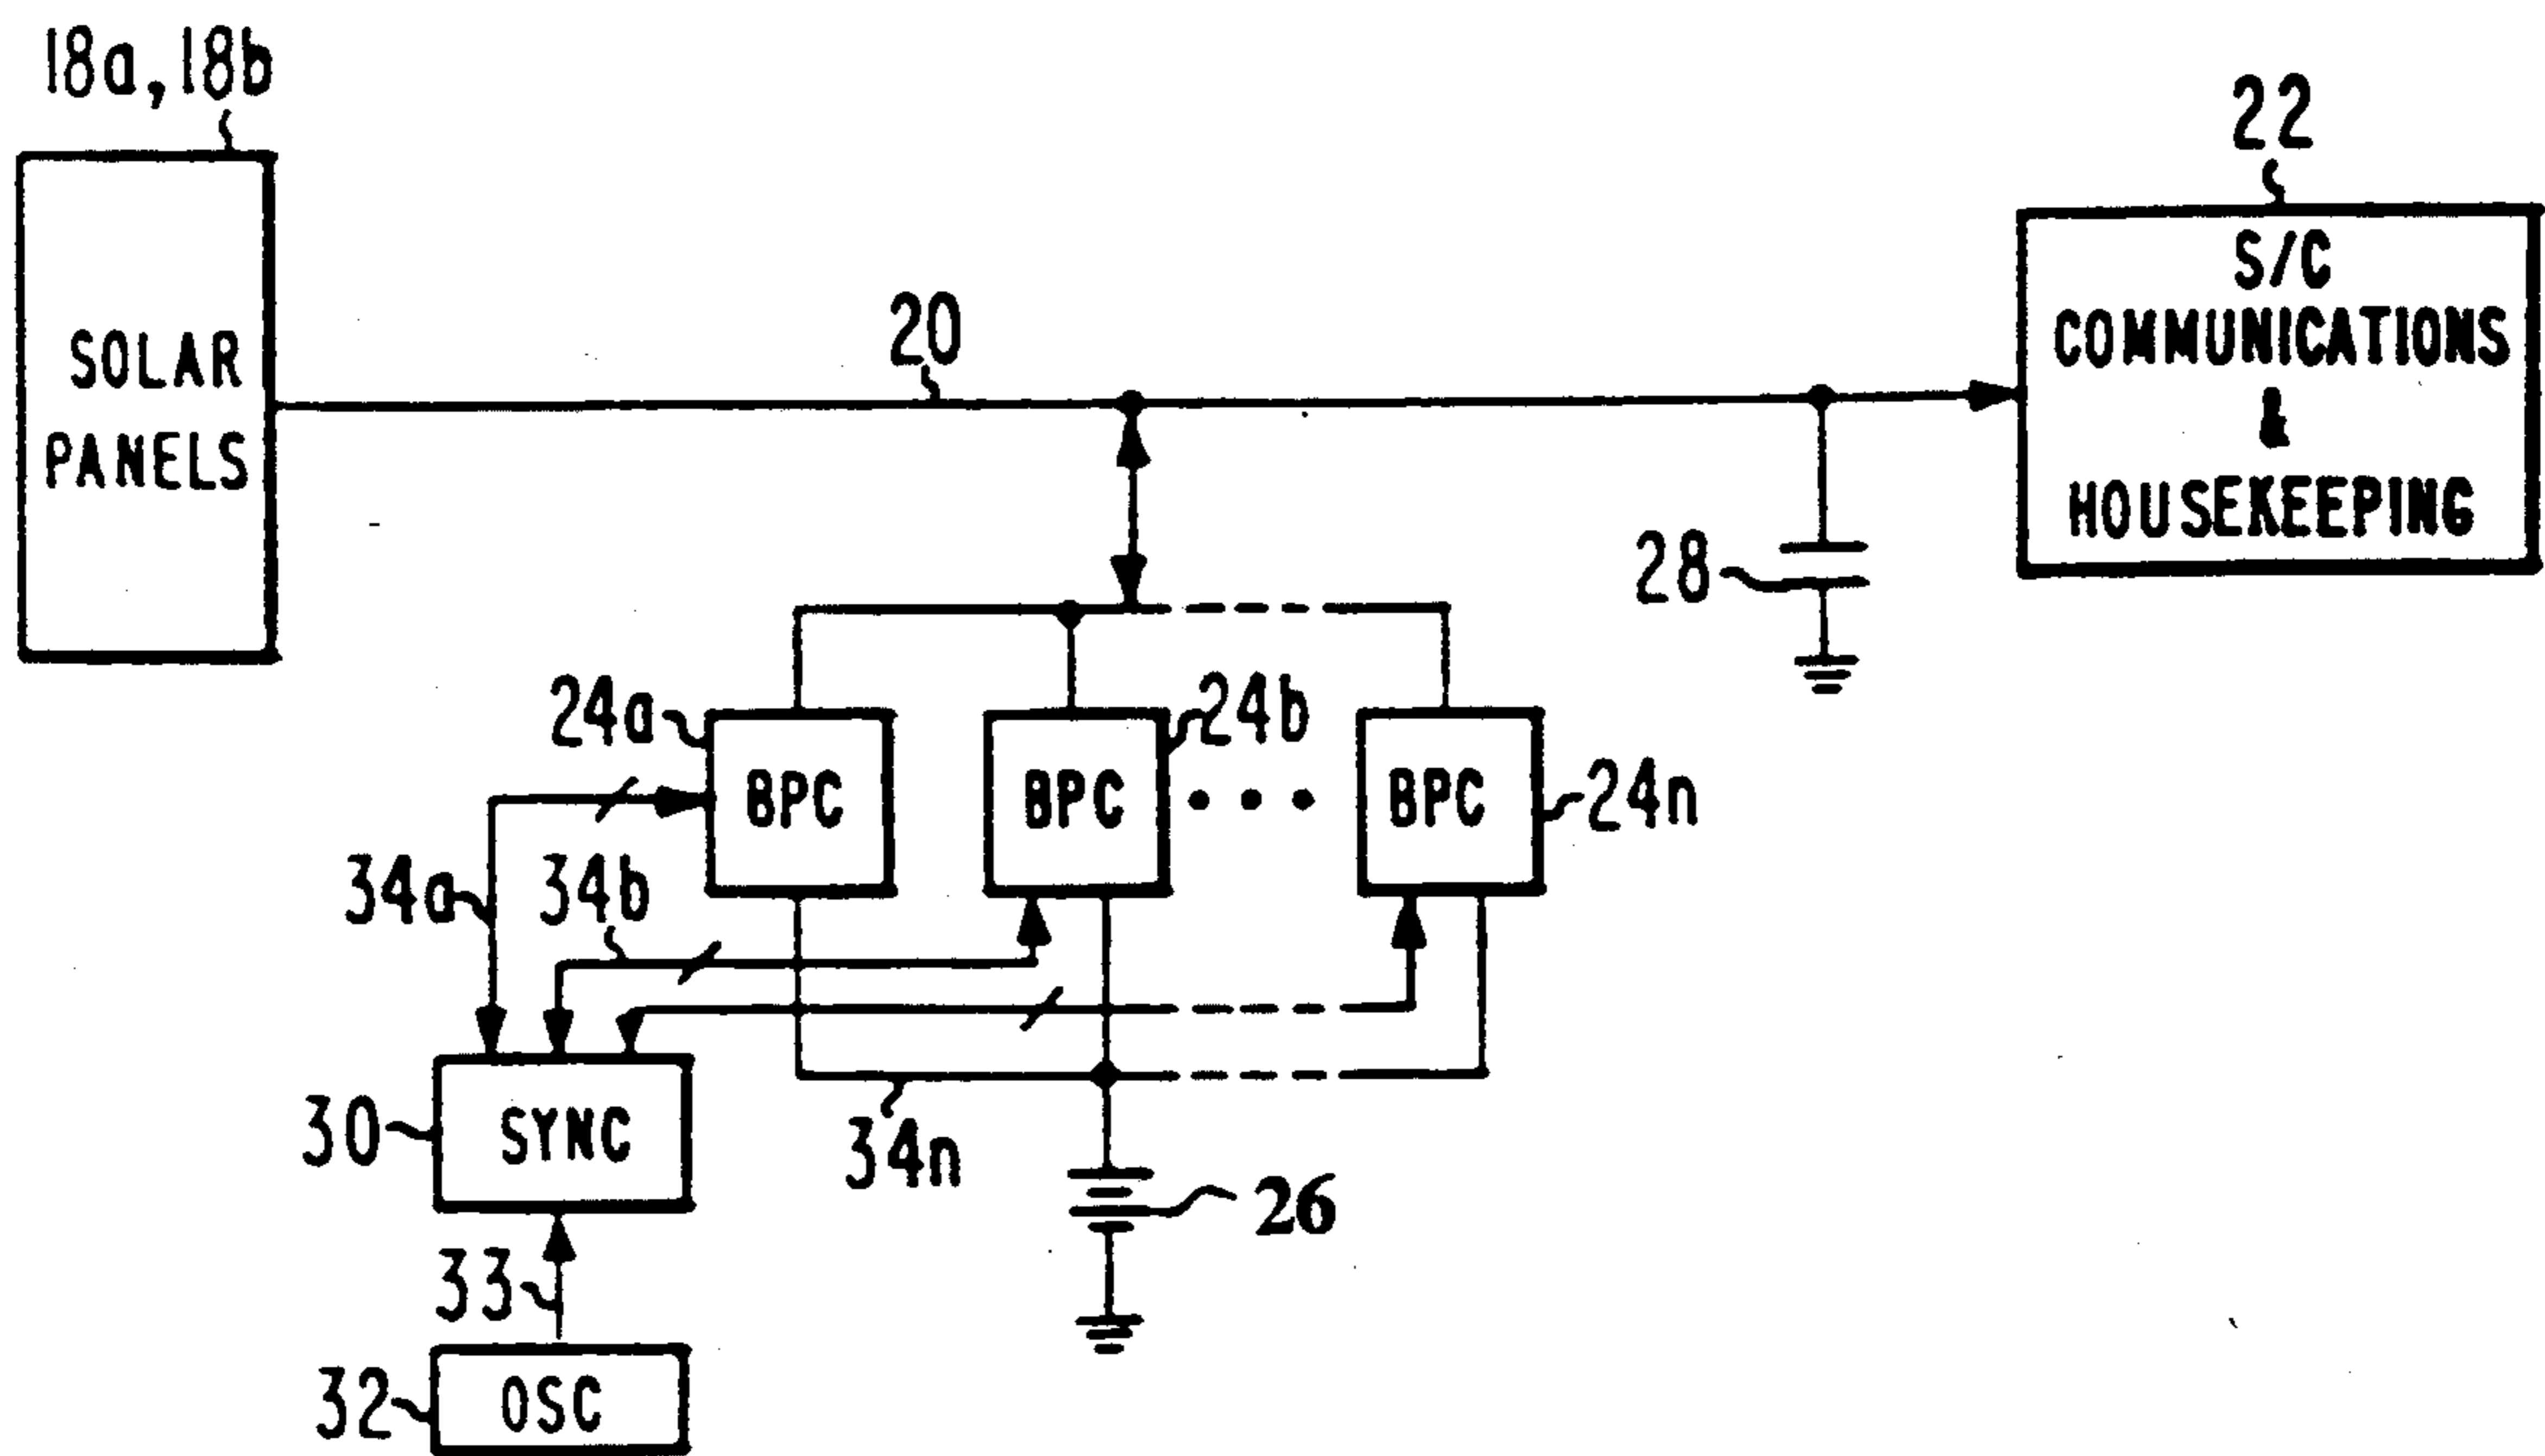 18a,18b
22
SOLAR
PANELS
20
S/C
COMMUNICATIONS
&
HOUSEKEEPING
28
24a
24b
24n
BPC
BPC
BPC
34a
34b
30
SYNC
34n
26
33
32
OSC